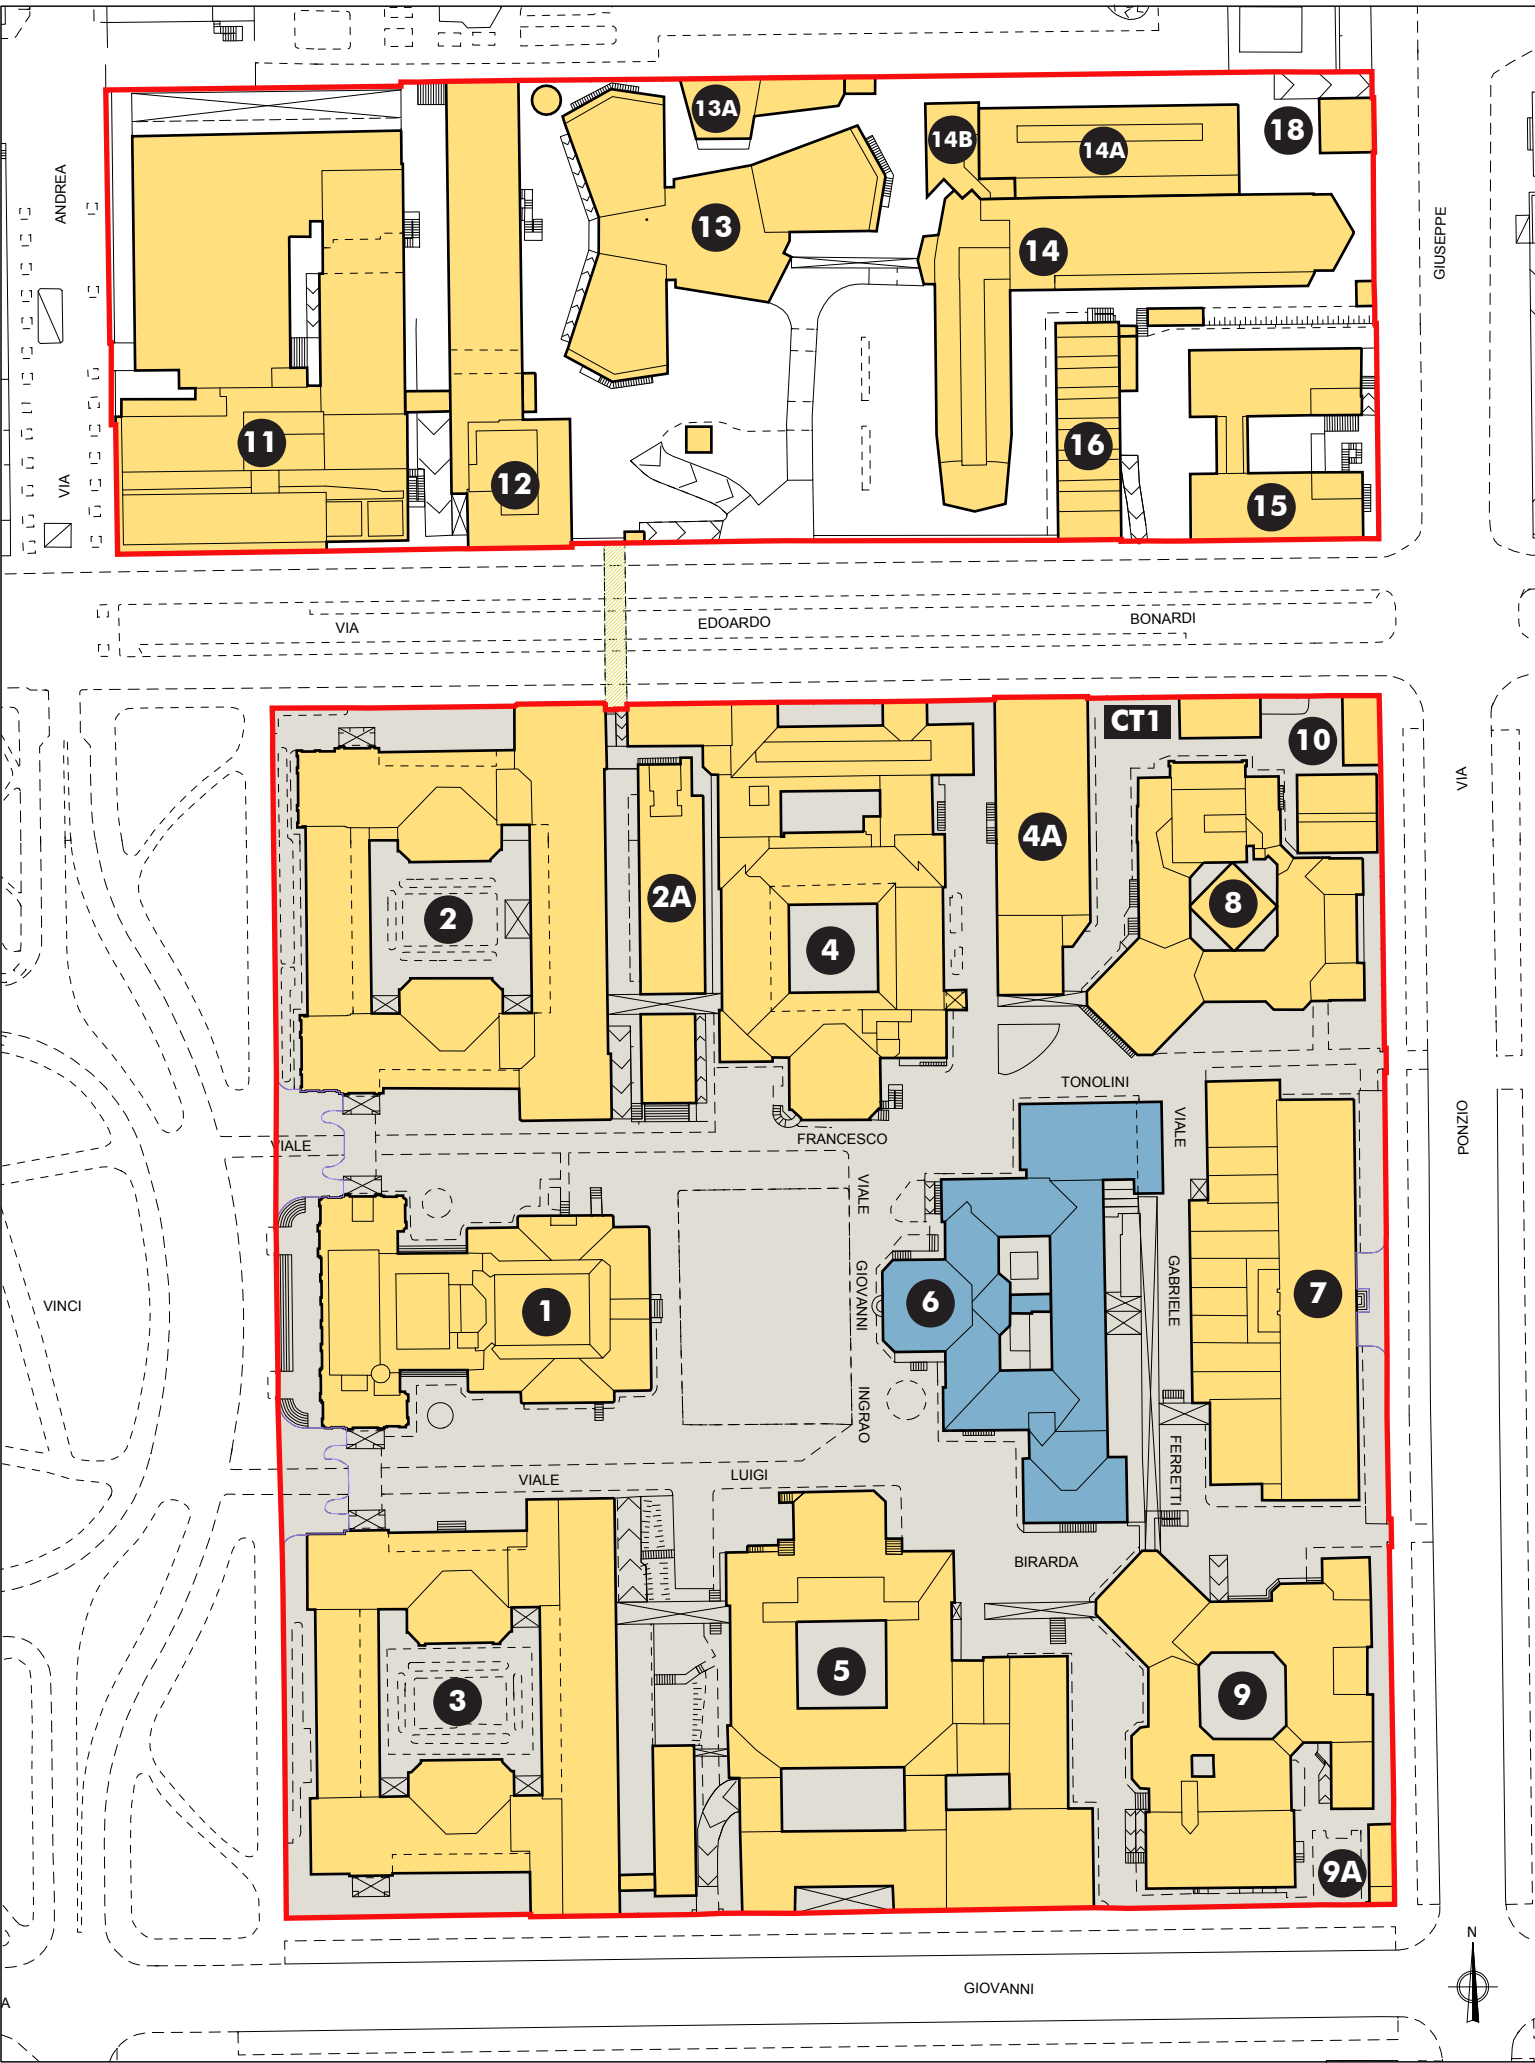 13A
14B
14A
18
ANDREA
13
14
GIUSEPPE
11
16
VIA
12
15
VIA
EDOARDO
BONARDI
CT1
10
VIA
4A
2
2A
4
8
TONOLINI
PONZIO
VIALE
FRANCESCO
VIALE
VIALE
VINCI
1
GIOVANNI
6
GABRIELE
7
INGRAO
VIALE
LUIGI
FERRETTI
BIRARDA
3
5
9
9A
N
GIOVANNI
A